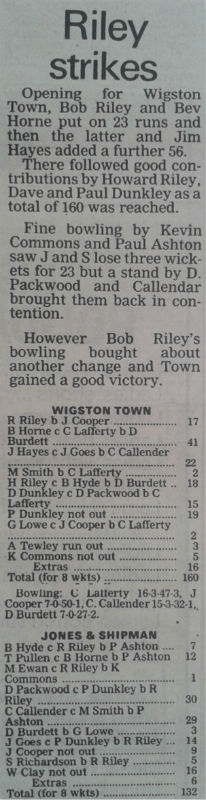 Riley
strikes
Opening for Wigston
Town, Bob Riley and Bev
Horne put on 23 runs and
then the latter and Jim
Hayes added a further 56.
There followed good con-
tributions by Howard Riley,
Dave and Paul Dunkley as a
total of 160 was reached.
Fine bowling by Kevin
Commons and Paul Ashton
saw J and S lose three wick-
ets for 23 but a stand by D.
Packwood and Callendar
brought them back in con-
tention.
However Bob Riley's
bowling bought about
another change and Town
gained a good victory.
WIGSTON TOWN
R Riley b J Cooper .................. 17
B Horne c C Lafferty b D
Burdett ................................. 41
J Hayes c J Goes b C Callender
............................................. 22
M Smith b C Lafferty ............... 2
H Riley c B Hyde b D Burdett .. 18
D Dunkley c D Packwood b C
Lafferty ................................. 15
P Dunkley not out ................... 19
G Lowe c J Cooper b C Lafferty
............................................. 2
A Tewley run out ..................... 3
K Commons not out ................ 5
Extras ................................. 16
Total (for 8 wkts) .................. 160
Bowling: C Lafferty 16-3-47-3, J
Cooper 7-0-50-1, C. Callender 15-3-32-1,
D Burdett 7-0-27-2.
JONES & SHIPMAN
B Hyde c R Riley b P Ashton .... 7
T Pullen c B Horne b P Ashton 12
M Ewan c R Riley b K
Commons .............................. 1
D Packwood c P Dunkley b R
Riley ..................................... 30
C Callender c M Smith b P
Ashton .................................. 29
D Burdett b G Lowe ................ 3
J Goes c P Dunkley b R Riley ... 14
J Cooper not out ..................... 9
S Richardson b R Riley ............ 5
W Clay not out ....................... 16
Extras ................................. 6
Total (for 8 wkts) .................. 132